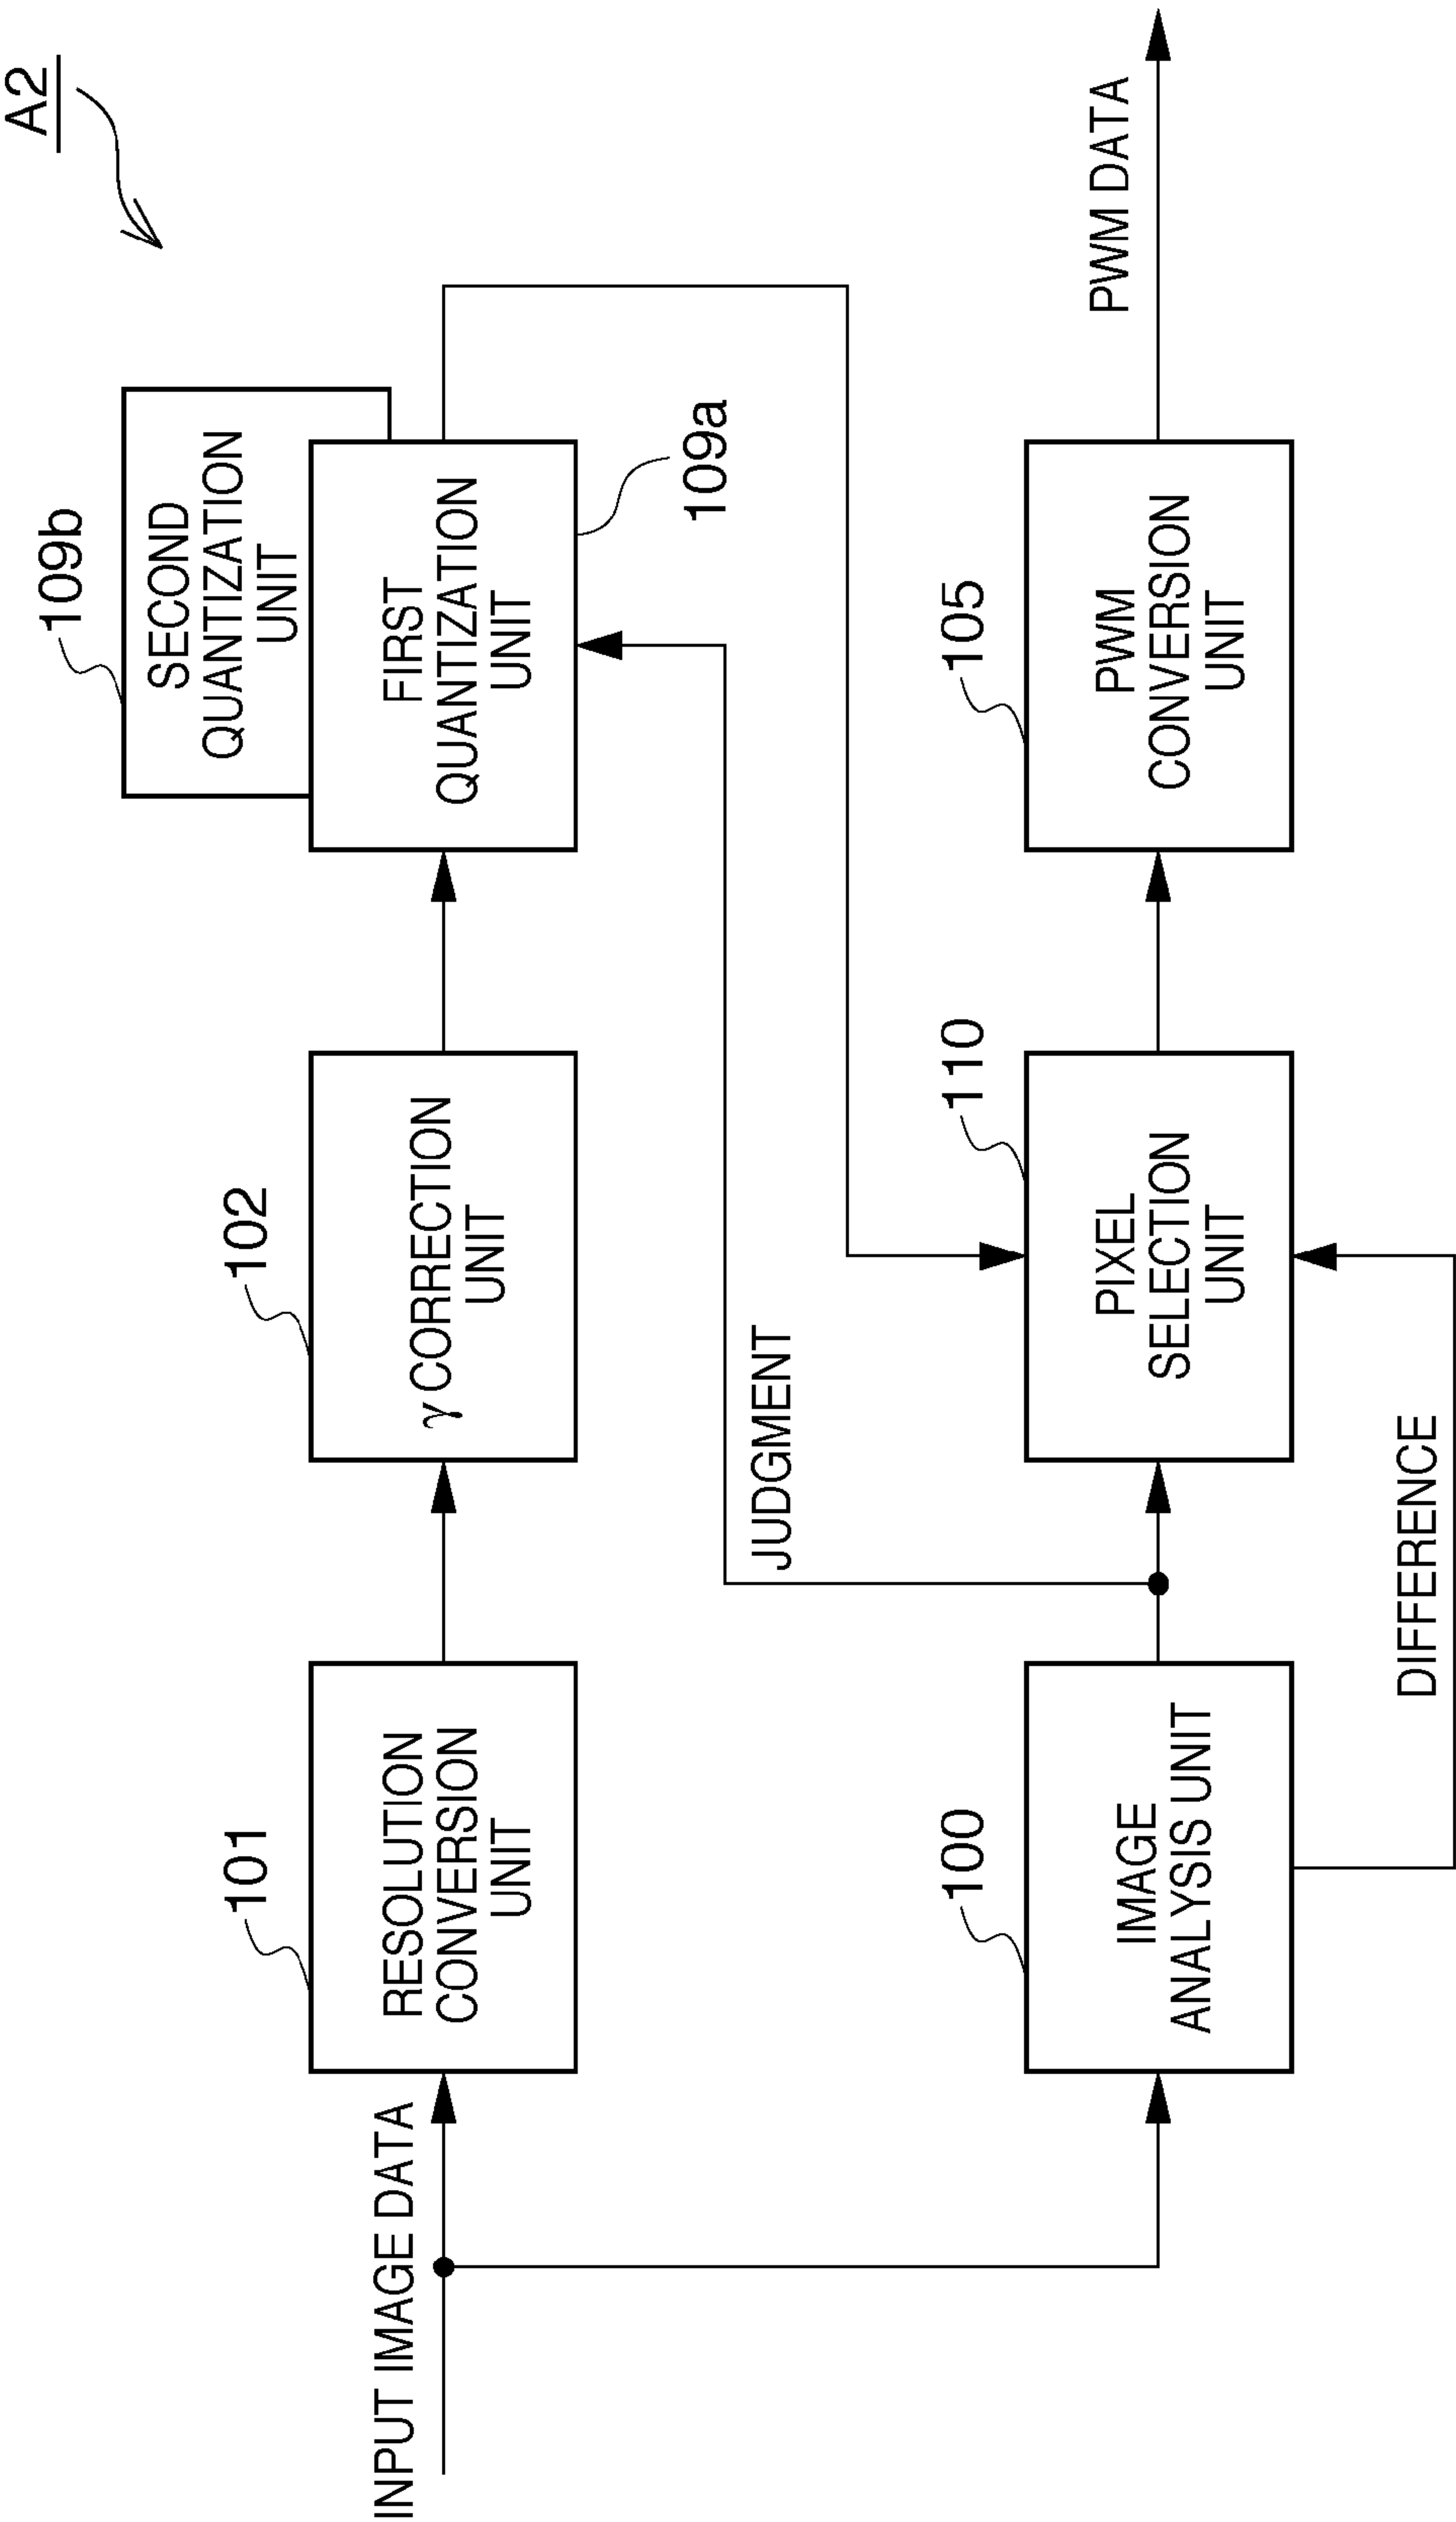 A2
109b
SECOND
QUANTIZATION
UNIT
INPUT IMAGE DATA
101
RESOLUTION
CONVERSION
UNIT
102
γ CORRECTION
UNIT
FIRST
QUANTIZATION
UNIT
109a
JUDGMENT
100
IMAGE
ANALYSIS UNIT
110
PIXEL
SELECTION
UNIT
105
PWM
CONVERSION
UNIT
PWM DATA
DIFFERENCE